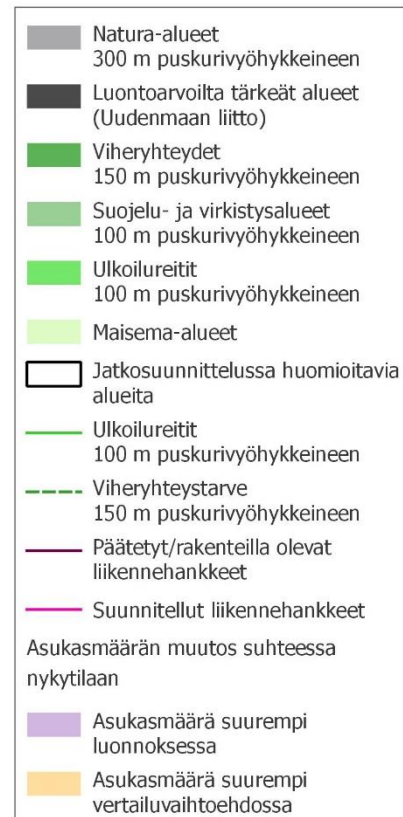 Natura-alueet
300 m puskurivyöhykkeineen
Luontoarvoilta tärkeät alueet
(Uudenmaan liitto)
Viheryhteydet
150 m puskurivyöhykkeineen
Suojelu- ja virkistysalueet
100 m puskurivyöhykkeineen
Ulkoilureitit
100 m puskurivyöhykkeineen
Maisema-alueet
Jatkosuunnittelussa huomioitavia
alueita
Ulkoilureitit
100 m puskurivyöhykkeineen
Viheryhteystarve
150 m puskurivyöhykkeineen
Päätetyt/rakenteilla olevat
liikennehankkeet
Suunnitellut liikennehankkeet
Asukasmäärän muutos suhteessa
nykytilaan
Asukasmäärä suurempi
luonnoksessa
Asukasmäärä suurempi
vertailuvaihtoehdossa